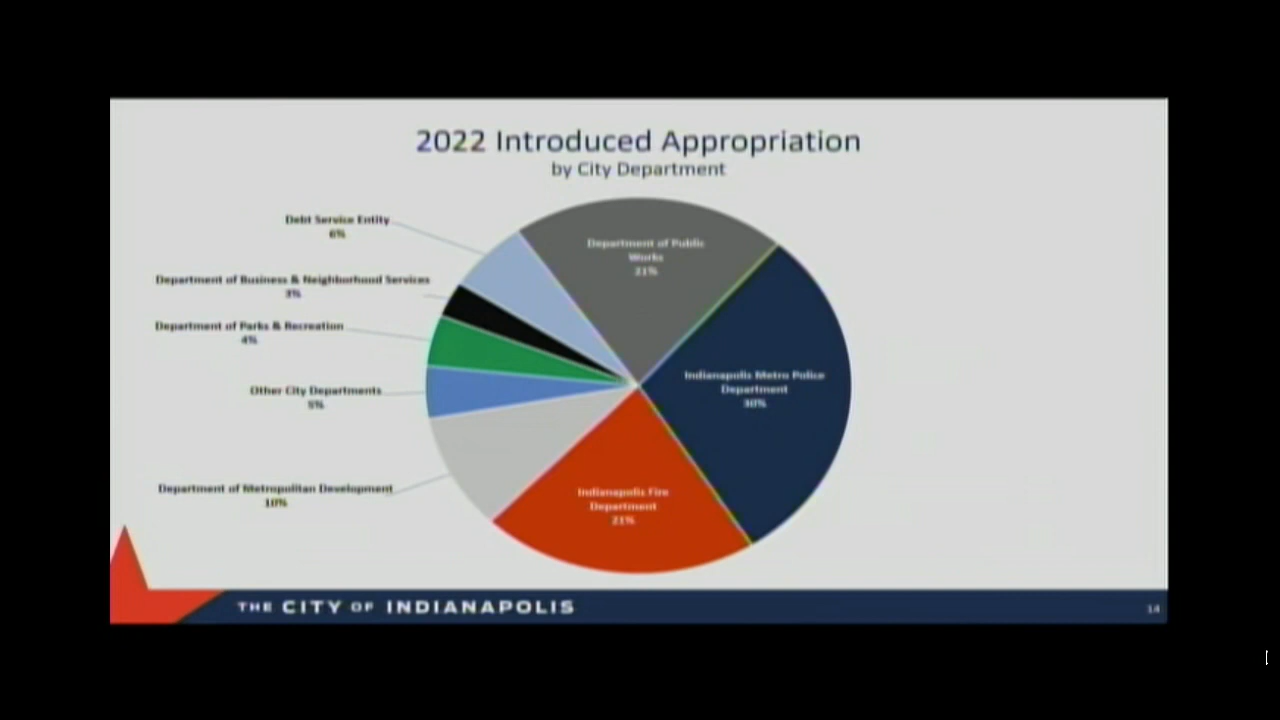 2022 Introduced Appropriation
by City Department
Debt Service Entity
6%
Department of Public
Works
21%
Department of Business & Neighborhood Services
3%
Department of Parks & Recreation
4%
Indianapolis Metro Police
Department
30%
Other City Departments
5%
Department of Metropolitan Development
10%
Indianapolis Fire
Department
21%
THE CITY OF INDIANAPOLIS
14